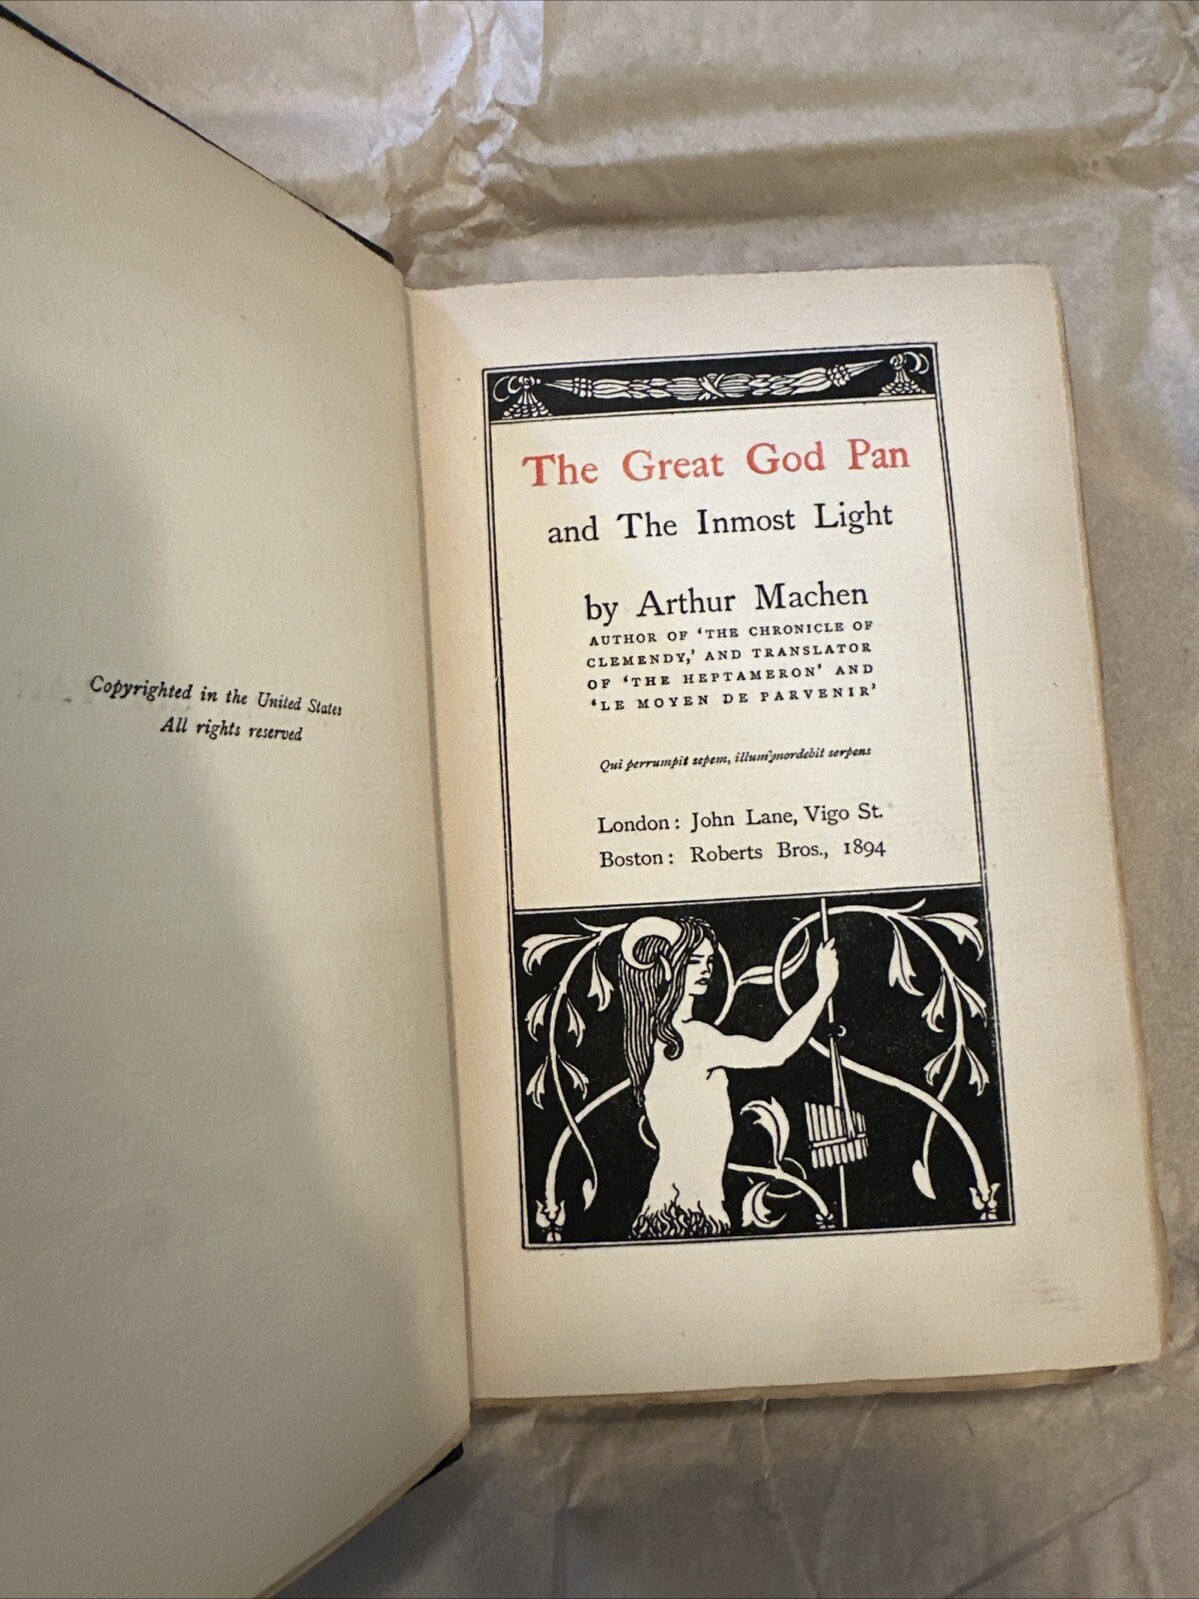 Copyrighted in the United States
All rights reserved
The Great God Pan
and The Inmost Light
by Arthur Machen
AUTHOR OF ‘THE CHRONICLE OF
CLEMENDY,’ AND TRANSLATOR
OF ‘THE HEPTAMERON’ AND
‘LE MOYEN DE PARVENIR’
Qui perrumpit sepem, illum mordebit serpens
London: John Lane, Vigo St.
Boston: Roberts Bros., 1894